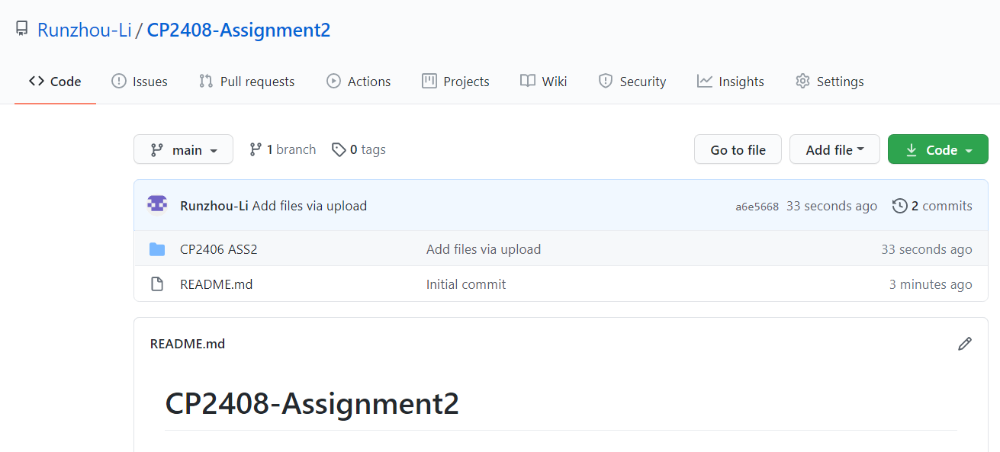 Runzhou-Li / CP2408-Assignment2
Code Issues Pull requests Actions Projects Wiki Security Insights Settings
main 1 branch 0 tags Go to file Add file Code
Runzhou-Li Add files via upload a6e5668 33 seconds ago 2 commits
CP2406 ASS2 Add files via upload 33 seconds ago
README.md Initial commit 3 minutes ago
README.md
CP2408-Assignment2